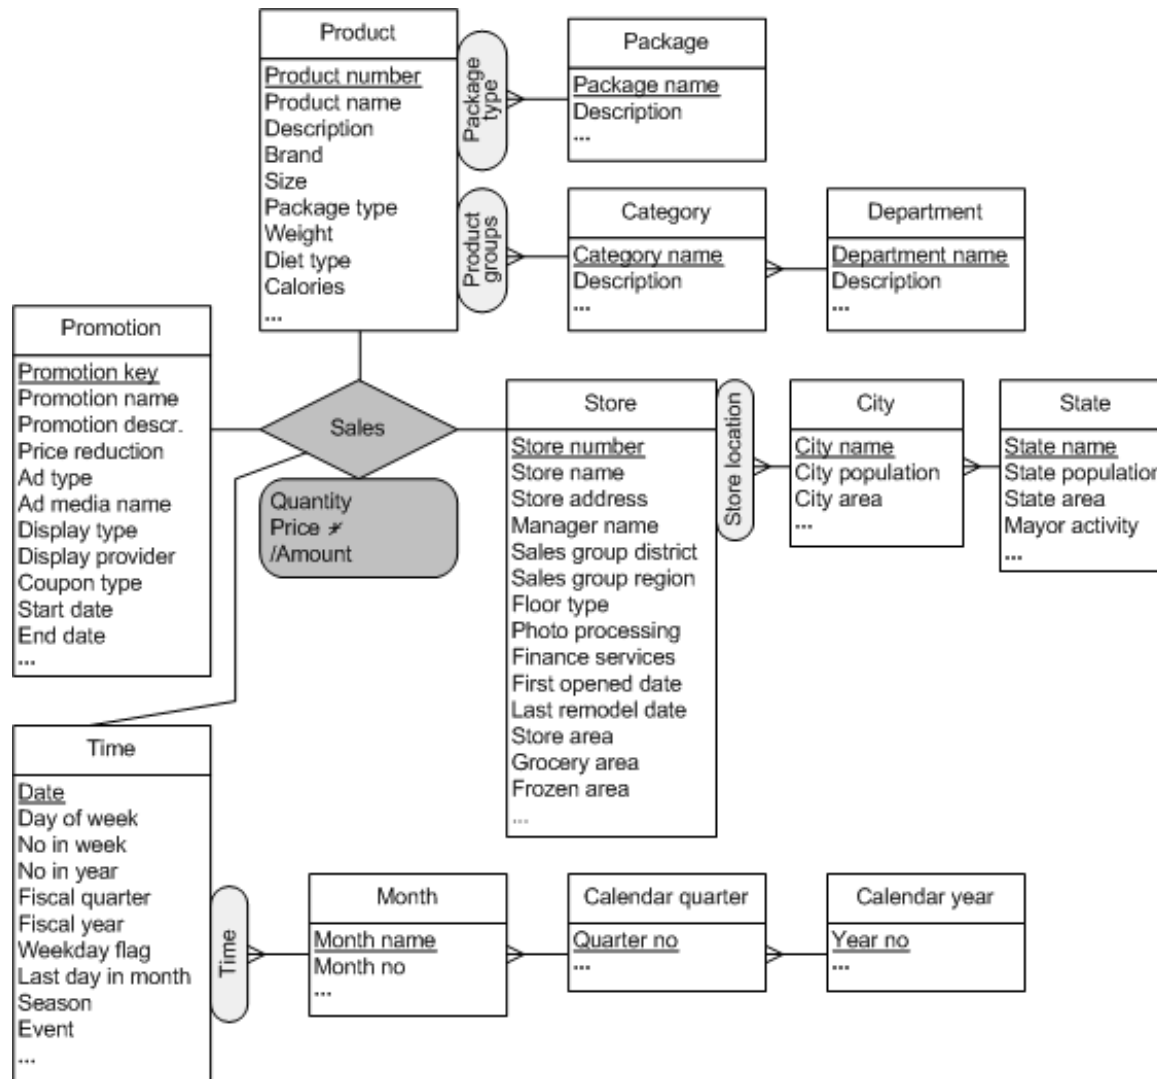 Product
Product number
Product name
Description
Brand
Size
Package type
Weight
Diet type
Calories
...
Package type
Package
Package name
Description
...
Product groups
Category
Category name
Description
...
Department
Department name
Description
...
Promotion
Promotion key
Promotion name
Promotion descr.
Price reduction
Ad type
Ad media name
Display type
Display provider
Coupon type
Start date
End date
...
Sales
Quantity
Price
/Amount
Store
Store number
Store name
Store address
Manager name
Sales group district
Sales group region
Floor type
Photo processing
Finance services
First opened date
Last remodel date
Store area
Grocery area
Frozen area
...
Store location
City
City name
City population
City area
...
State
State name
State population
State area
Mayor activity
...
Time
Date
Day of week
No in week
No in year
Fiscal quarter
Fiscal year
Weekday flag
Last day in month
Season
Event
...
Time
Month
Month name
Month no
...
Calendar quarter
Quarter no
...
Calendar year
Year no
...